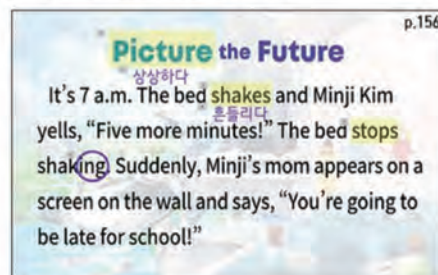 p.156
Picture the Future
상상하다
It's 7 a.m. The bed shakes and Minji Kim
흔들리다
yells, “Five more minutes!” The bed stops
shaking. Suddenly, Minji's mom appears on a
screen on the wall and says, “You're going to
be late for school!”